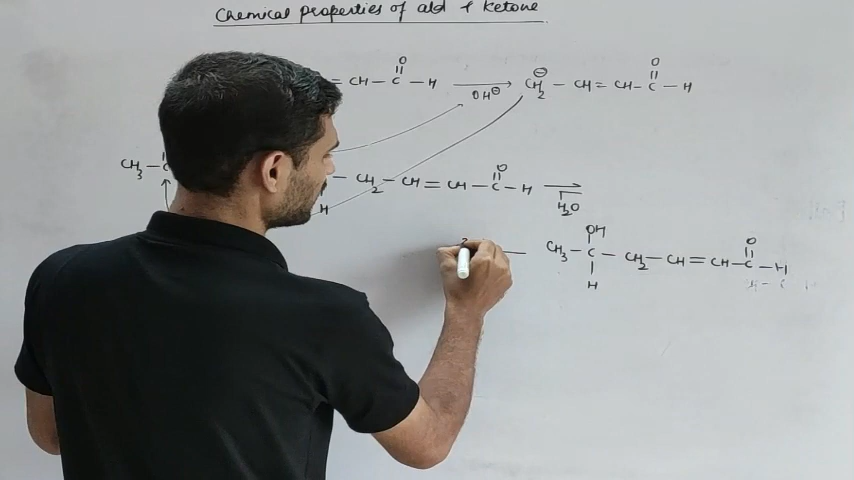 Chemical properties of ald & ketone
= CH – C – H → CH₂ – CH = CH – C – H
O
OH⊖
⊖
O
CH₃ – C
– CH₂ – CH = CH – C – H
O
H
H₂O
CH₃ – C – CH₂ – CH = CH – C – H
OH
H
O